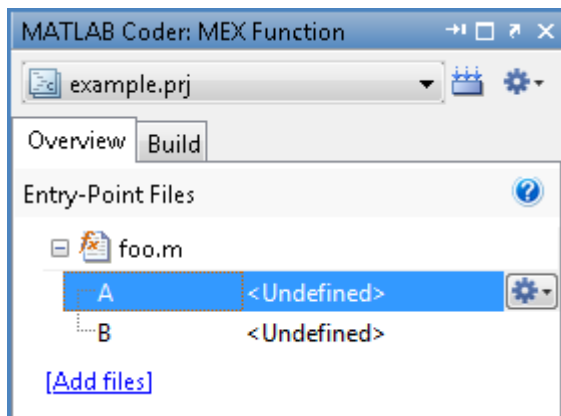 MATLAB Coder: MEX Function
example.prj
Overview Build
Entry-Point Files
foo.m
A <Undefined>
B <Undefined>
[Add files]